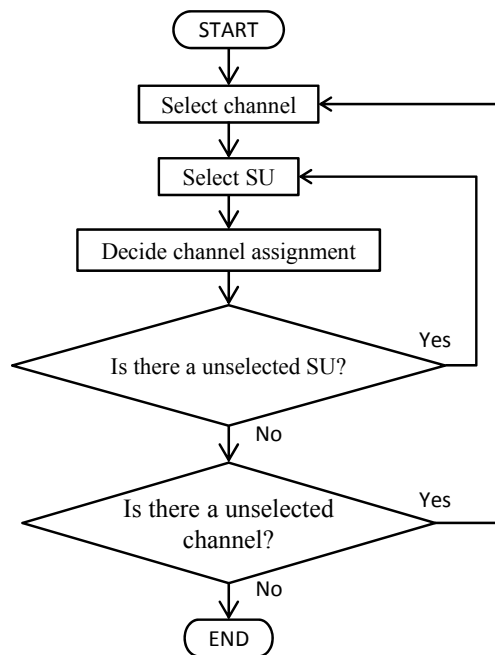 START
Select channel
Select SU
Decide channel assignment
Is there a unselected SU?
Yes
No
Is there a unselected
channel?
Yes
No
END